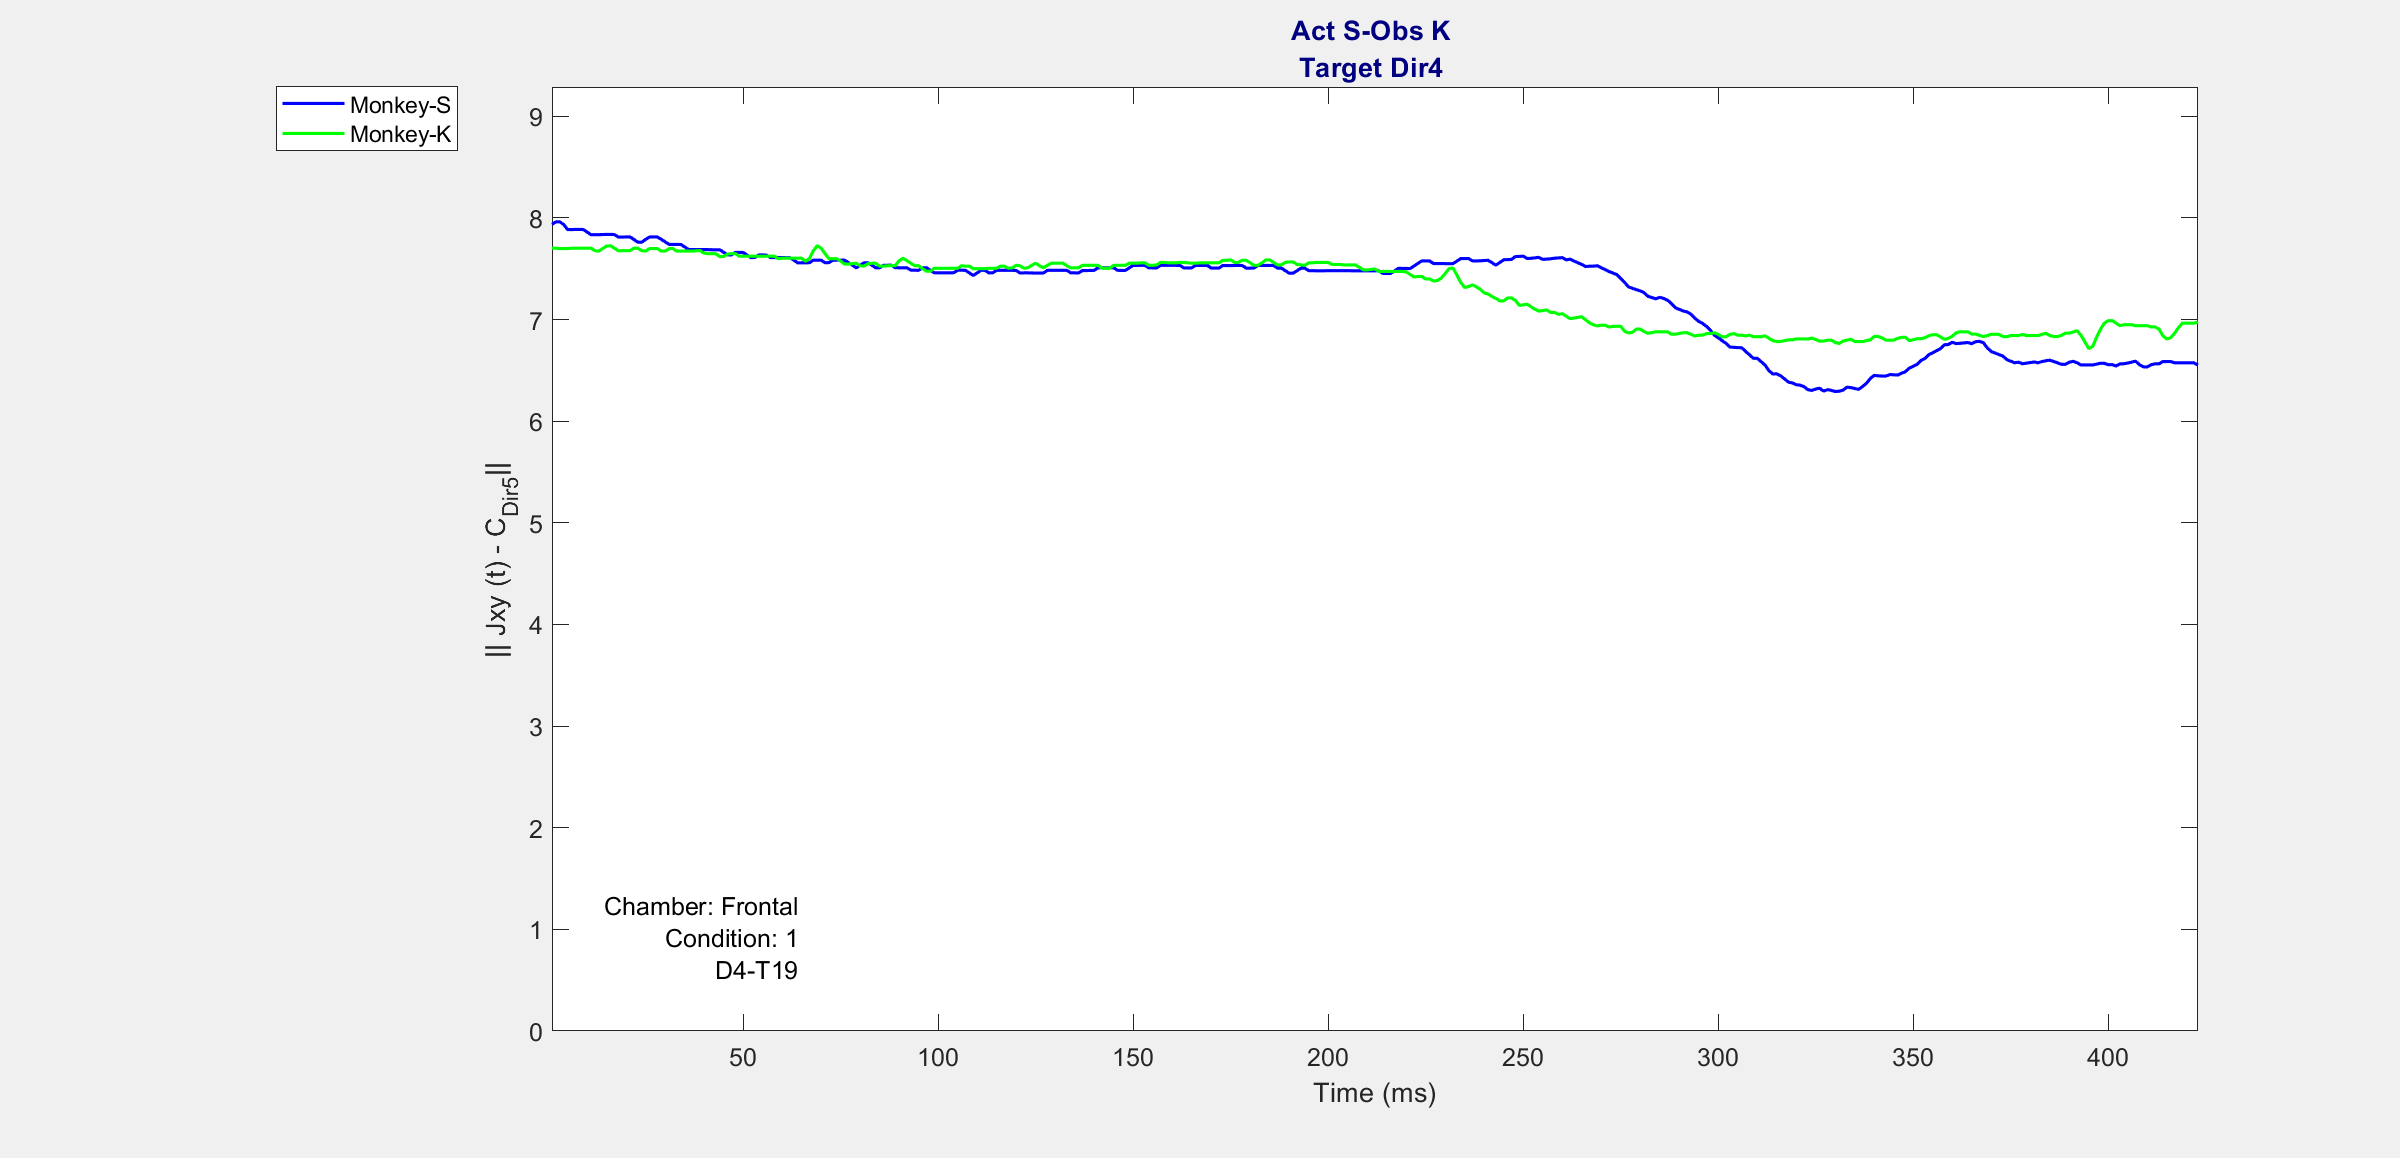 Act S-Obs K
Target Dir4
Monkey-S
Monkey-K
9
8
7
6
5
4
3
2
1
0
|| Jxy (t) - C_Dir5||
Chamber: Frontal
Condition: 1
D4-T19
50 100 150 200 250 300 350 400
Time (ms)